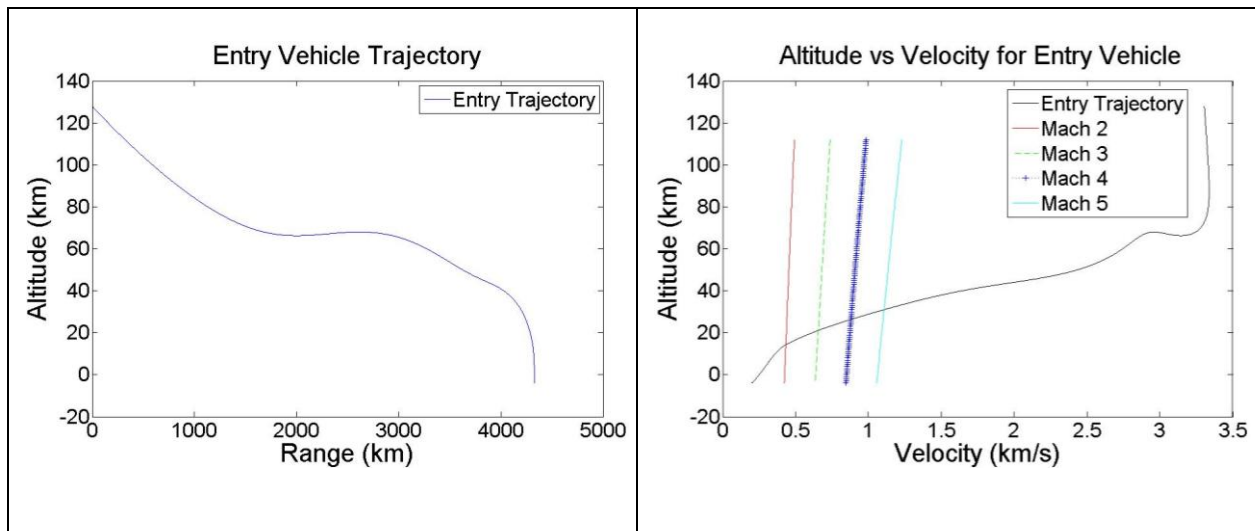 Entry Vehicle Trajectory
140
120
100
80
60
40
20
0
-20
Altitude (km)
Entry Trajectory
0 1000 2000 3000 4000 5000
Range (km)
Altitude vs Velocity for Entry Vehicle
140
120
100
80
60
40
20
0
-20
Altitude (km)
Entry Trajectory
Mach 2
Mach 3
Mach 4
Mach 5
0 0.5 1 1.5 2 2.5 3 3.5
Velocity (km/s)